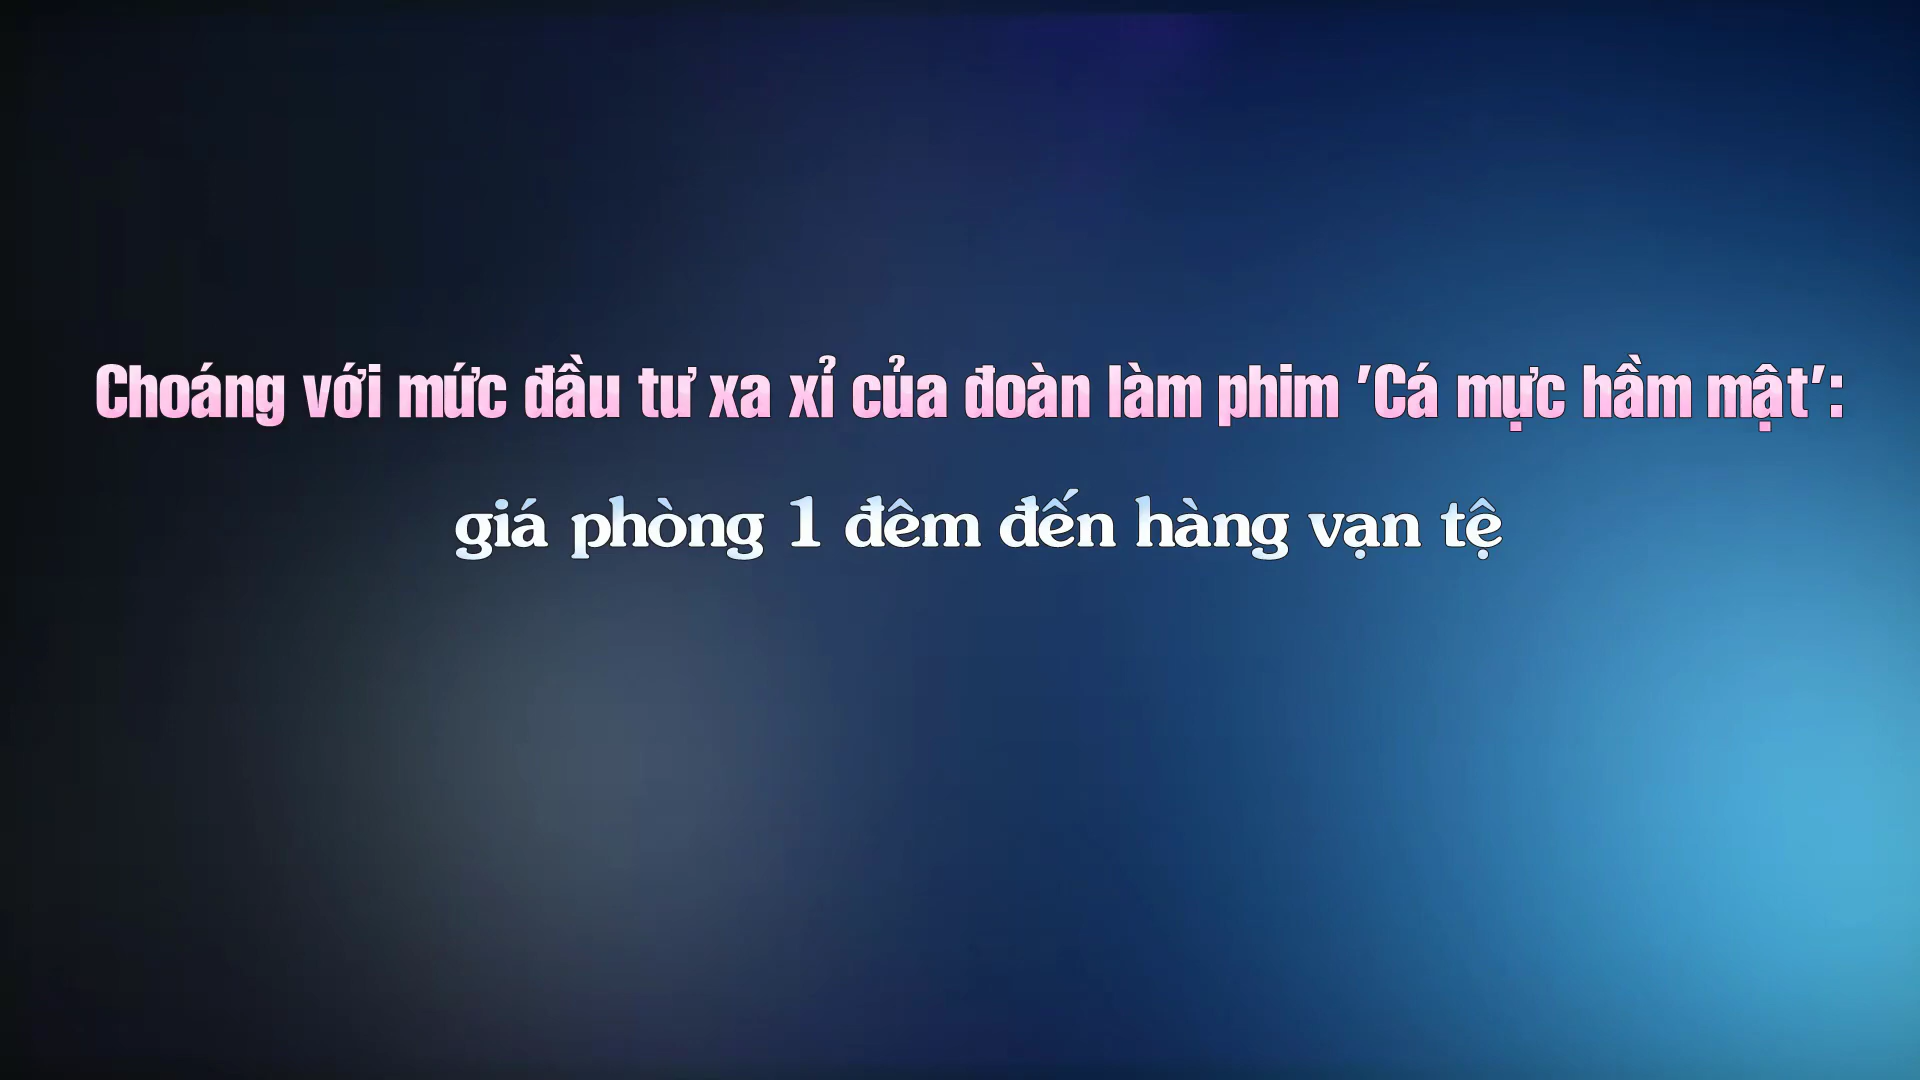 Choáng với mức đầu tư xa xỉ của đoàn làm phim 'Cá mực hầm mật':
giá phòng 1 đêm đến hàng vạn tệ